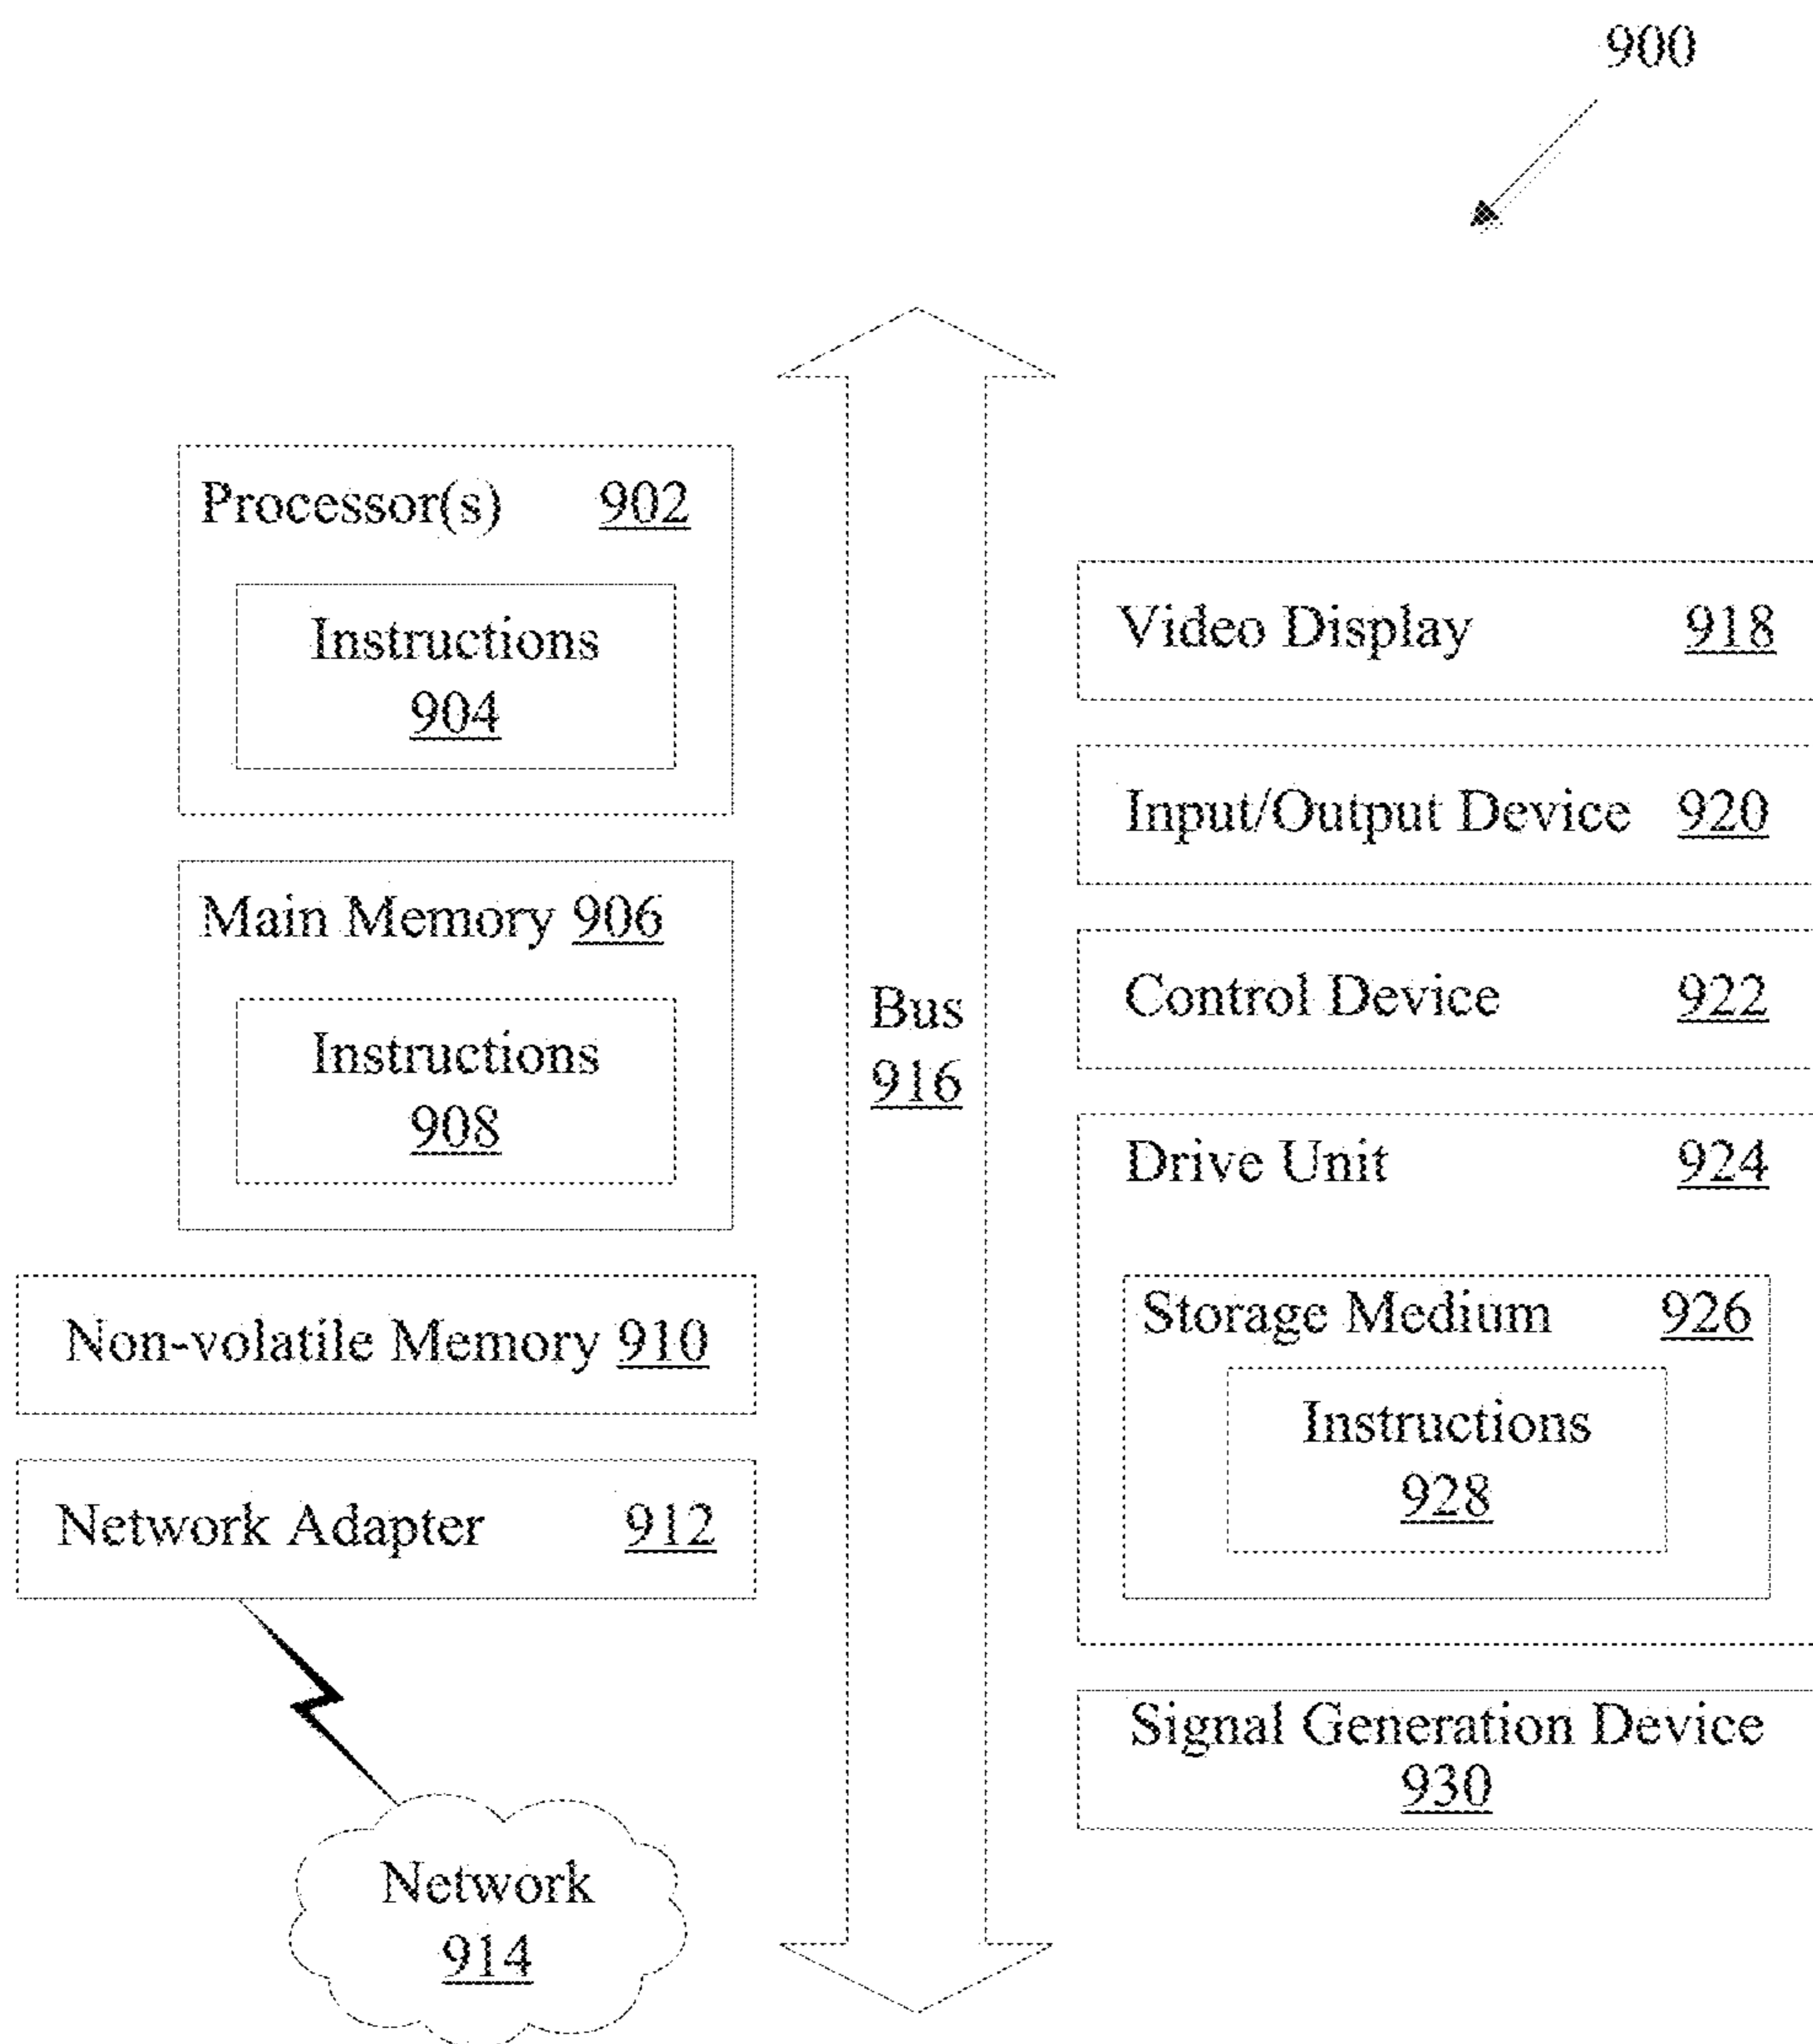 900
Processor(s) 902
Instructions
904
Main Memory 906
Instructions
908
Non-volatile Memory 910
Network Adapter 912
Network
914
Bus
916
Video Display 918
Input/Output Device 920
Control Device 922
Drive Unit 924
Storage Medium 926
Instructions
928
Signal Generation Device
930